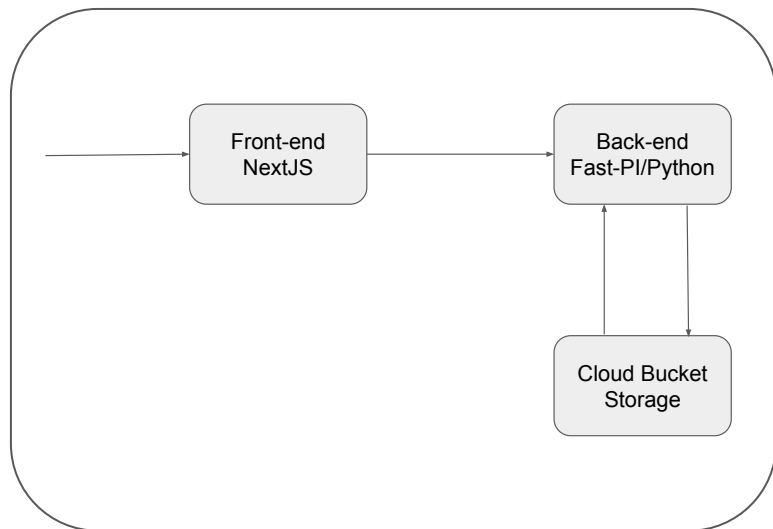 Front-end
NextJS
Back-end
Fast-PI/Python
Cloud Bucket
Storage